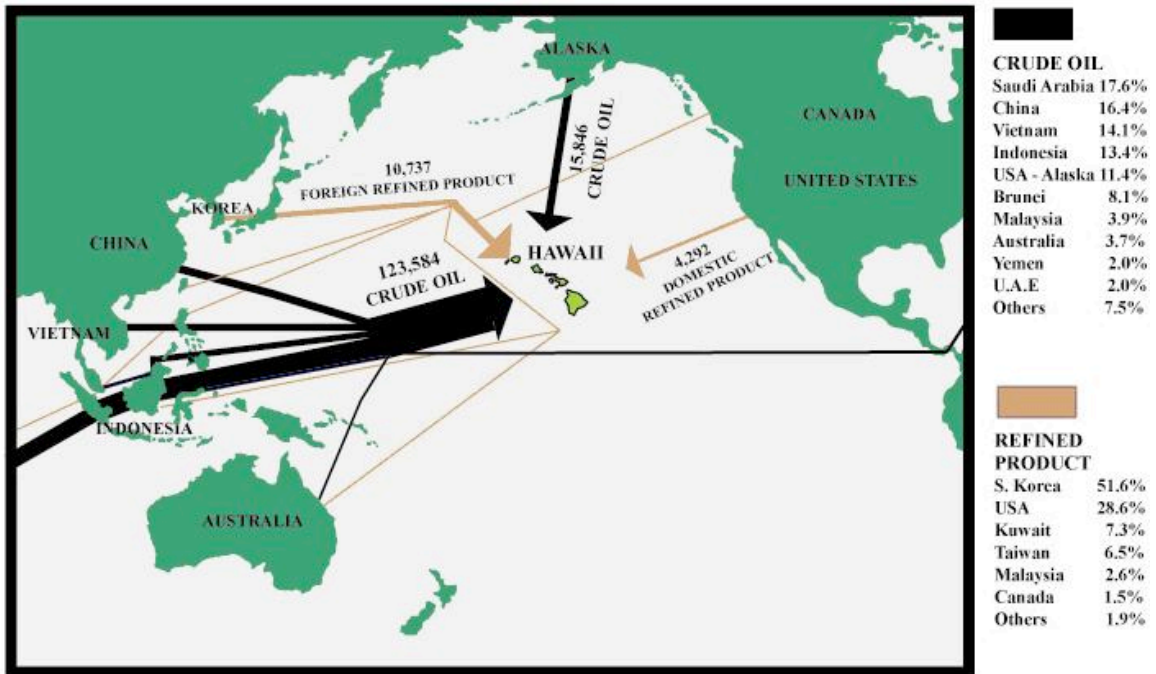 ALASKA
CANADA
UNITED STATES
15,846
CRUDE OIL
10,737
FOREIGN REFINED PRODUCT
KOREA
CHINA
HAWAII
4,292
DOMESTIC
REFINED PRODUCT
123,584
CRUDE OIL
VIETNAM
INDONESIA
AUSTRALIA
CRUDE OIL
Saudi Arabia 17.6%
China 16.4%
Vietnam 14.1%
Indonesia 13.4%
USA - Alaska 11.4%
Brunei 8.1%
Malaysia 3.9%
Australia 3.7%
Yemen 2.0%
U.A.E 2.0%
Others 7.5%
REFINED
PRODUCT
S. Korea 51.6%
USA 28.6%
Kuwait 7.3%
Taiwan 6.5%
Malaysia 2.6%
Canada 1.5%
Others 1.9%